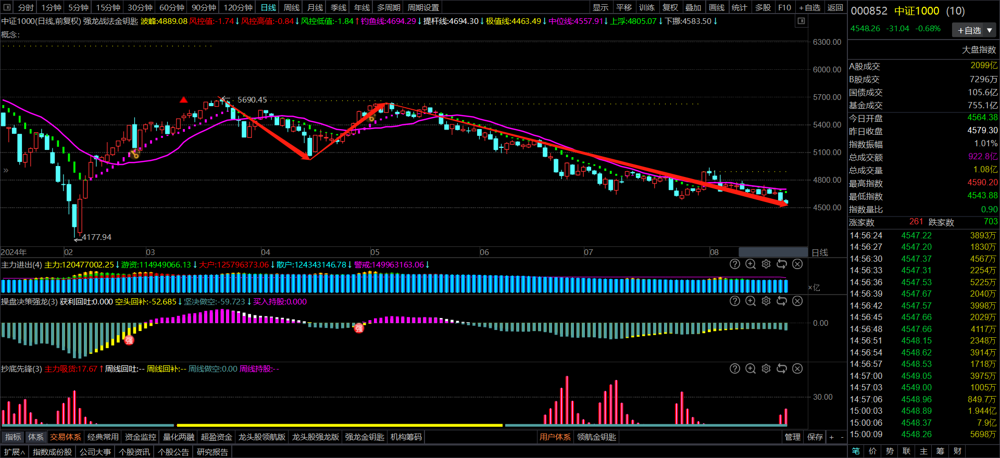 分时 1分钟 5分钟 15分钟 30分钟 60分钟 90分钟 120分钟 日线 周线 月线 季线 年线 多周期 周期设置 显示 平移 训练 复权 叠加 画线 统计 多股 F10 +自选 返回
中证1000(日线,前复权) 强龙战法金钥匙 波峰:4889.08 风控值:-1.74↓ 风控高值:-0.84↓ 风控低值:-1.84↑ 钓鱼线:4694.29↓ 提杆线:4694.30↓ 极值线:4463.49↓ 中位线:4557.91↓ 上浮:4805.07↓ 下挪:4583.50↓
概念:
6300.00
6000.00
5700.00
5400.00
5100.00
4800.00
4500.00
5690.45
4177.94
»
2024年 02 03 04 05 06 07 08 日线
主力进出(4) 主力:120477002.25↓ 游资:114949066.13↓ 大户:125796373.06↓ 散户:124343146.78↓ 警戒:149963163.06↓
×亿
操盘决策强龙(3) 获利回吐:0.000 空头回补:-52.685↓ 坚决做空:-59.723↓ 买入持股:0.000
0.00
强
强
抄底先锋(3) 主力吸货:17.67↑ 周线回吐:-- 周线回补:-- 周线做空:0.00 周线持股:--
30.00
指标 体系 交易体系 经典常用 资金监控 量化两融 超盈资金 龙头股领航版 龙头股强龙版 强龙金钥匙 机构筹码 用户体系 领航金钥匙 管理 保存 + -
扩展∧ 指数成份股 公司大事 个股资讯 个股公告 研究报告
000852 中证1000 (10)
4548.26 -31.04 -0.68% +自选 ▼
大盘指数
A股成交 2099亿
B股成交 7296万
国债成交 105.6亿
基金成交 755.1亿
今日开盘 4564.38
昨日收盘 4579.30
指数振幅 1.01%
总成交额 922.8亿
总成交量 1.08亿
最高指数 4590.20
最低指数 4543.88
指数量比 0.90
涨家数 261 跌家数 703
14:56:24 4547.22 3893万
14:56:27 4547.20 1830万
14:56:30 4547.37 4567万
14:56:33 4547.31 2254万
14:56:36 4547.53 5225万
14:56:39 4547.67 2040万
14:56:42 4547.57 3998万
14:56:45 4547.66 2029万
14:56:48 4547.66 4117万
14:56:51 4548.15 2348万
14:56:54 4548.62 3914万
14:56:57 4548.53 1718万
14:57:00 4549.05 3975万
14:57:03 4549.00 1005万
14:57:06 4548.96 849.7万
15:00:03 4548.89 1.944亿
15:00:06 4548.37 7.9亿
15:00:09 4548.26 5698万
笔 价 势 联 主 筹 财